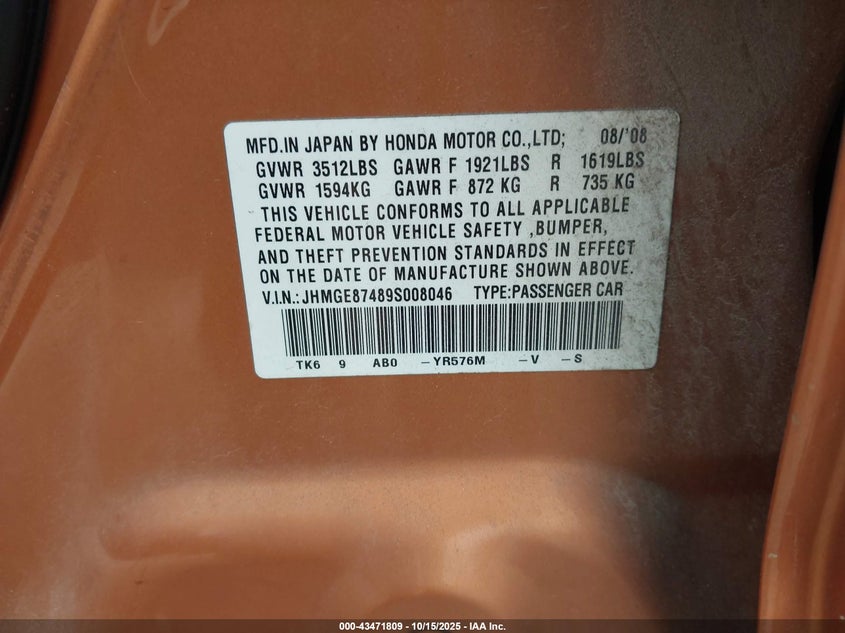 MFD.IN JAPAN BY HONDA MOTOR CO.,LTD; 08/'08
GVWR 3512LBS GAWR F 1921LBS R 1619LBS
GVWR 1594KG GAWR F 872 KG R 735 KG
THIS VEHICLE CONFORMS TO ALL APPLICABLE
FEDERAL MOTOR VEHICLE SAFETY ,BUMPER,
AND THEFT PREVENTION STANDARDS IN EFFECT
ON THE DATE OF MANUFACTURE SHOWN ABOVE.
V.I.N.:JHMGE87489S008046 TYPE:PASSENGER CAR
TK6 9 AB0 -YR576M -V -S
000-43471809 - 10/15/2025 - IAA Inc.